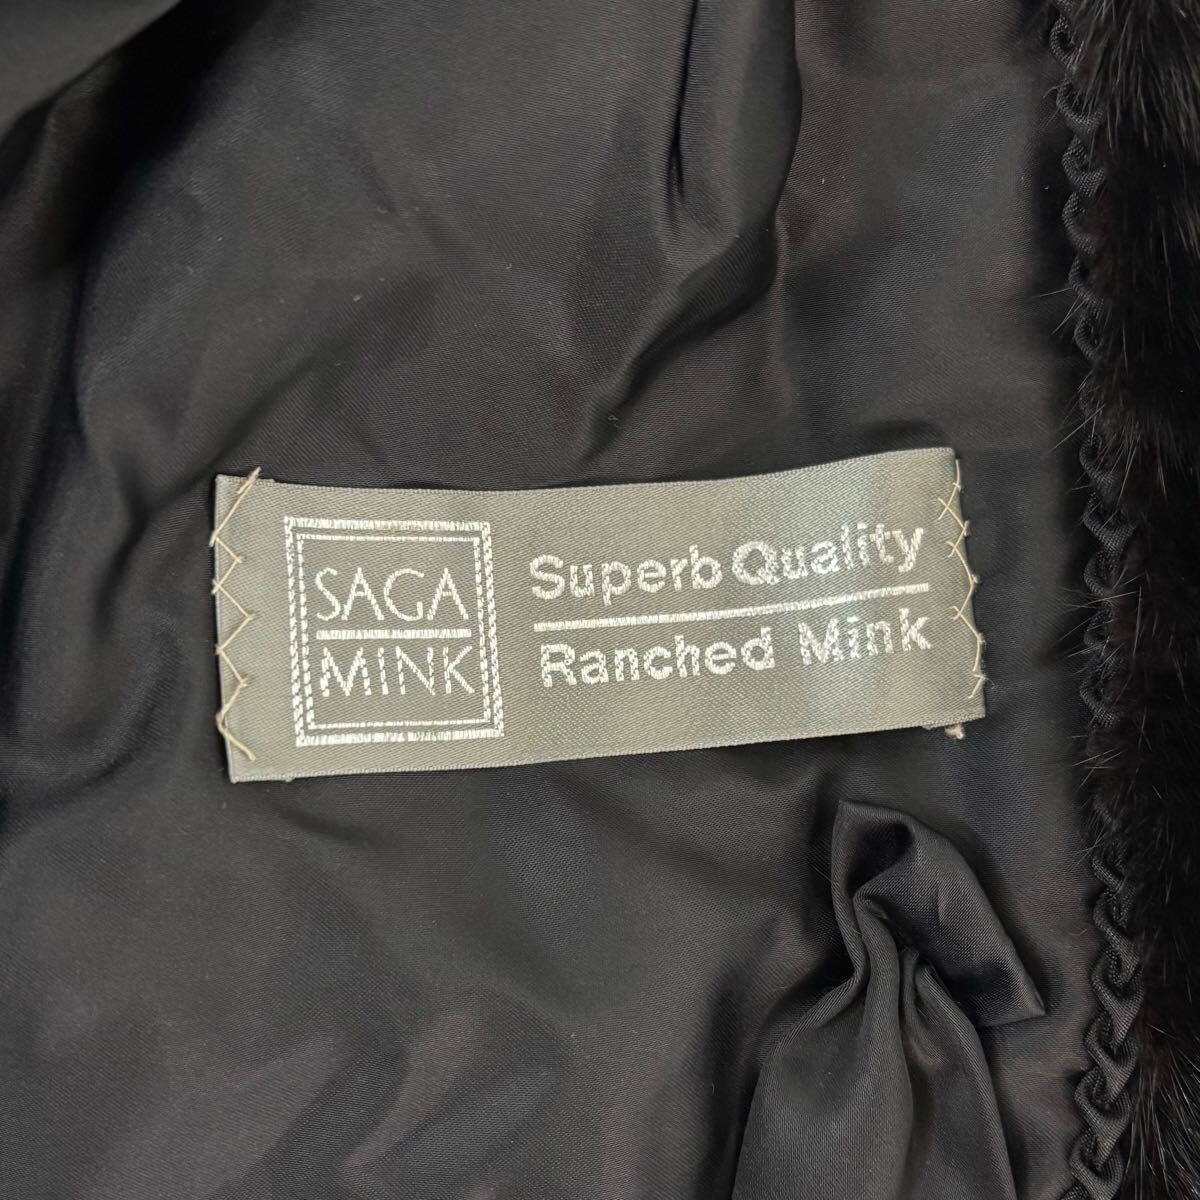 SAGA
MINK
Superb Quality
Ranched Mink